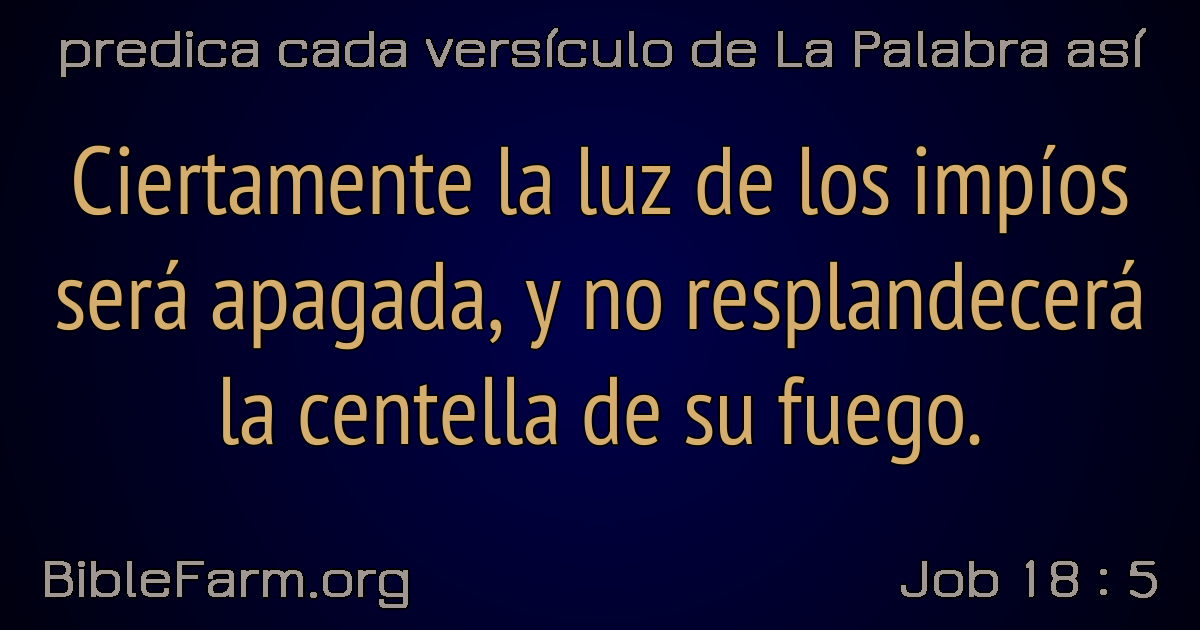 predica cada versículo de La Palabra así
Ciertamente la luz de los impíos
será apagada, y no resplandecerá
la centella de su fuego.
BibleFarm.org
Job 18 : 5